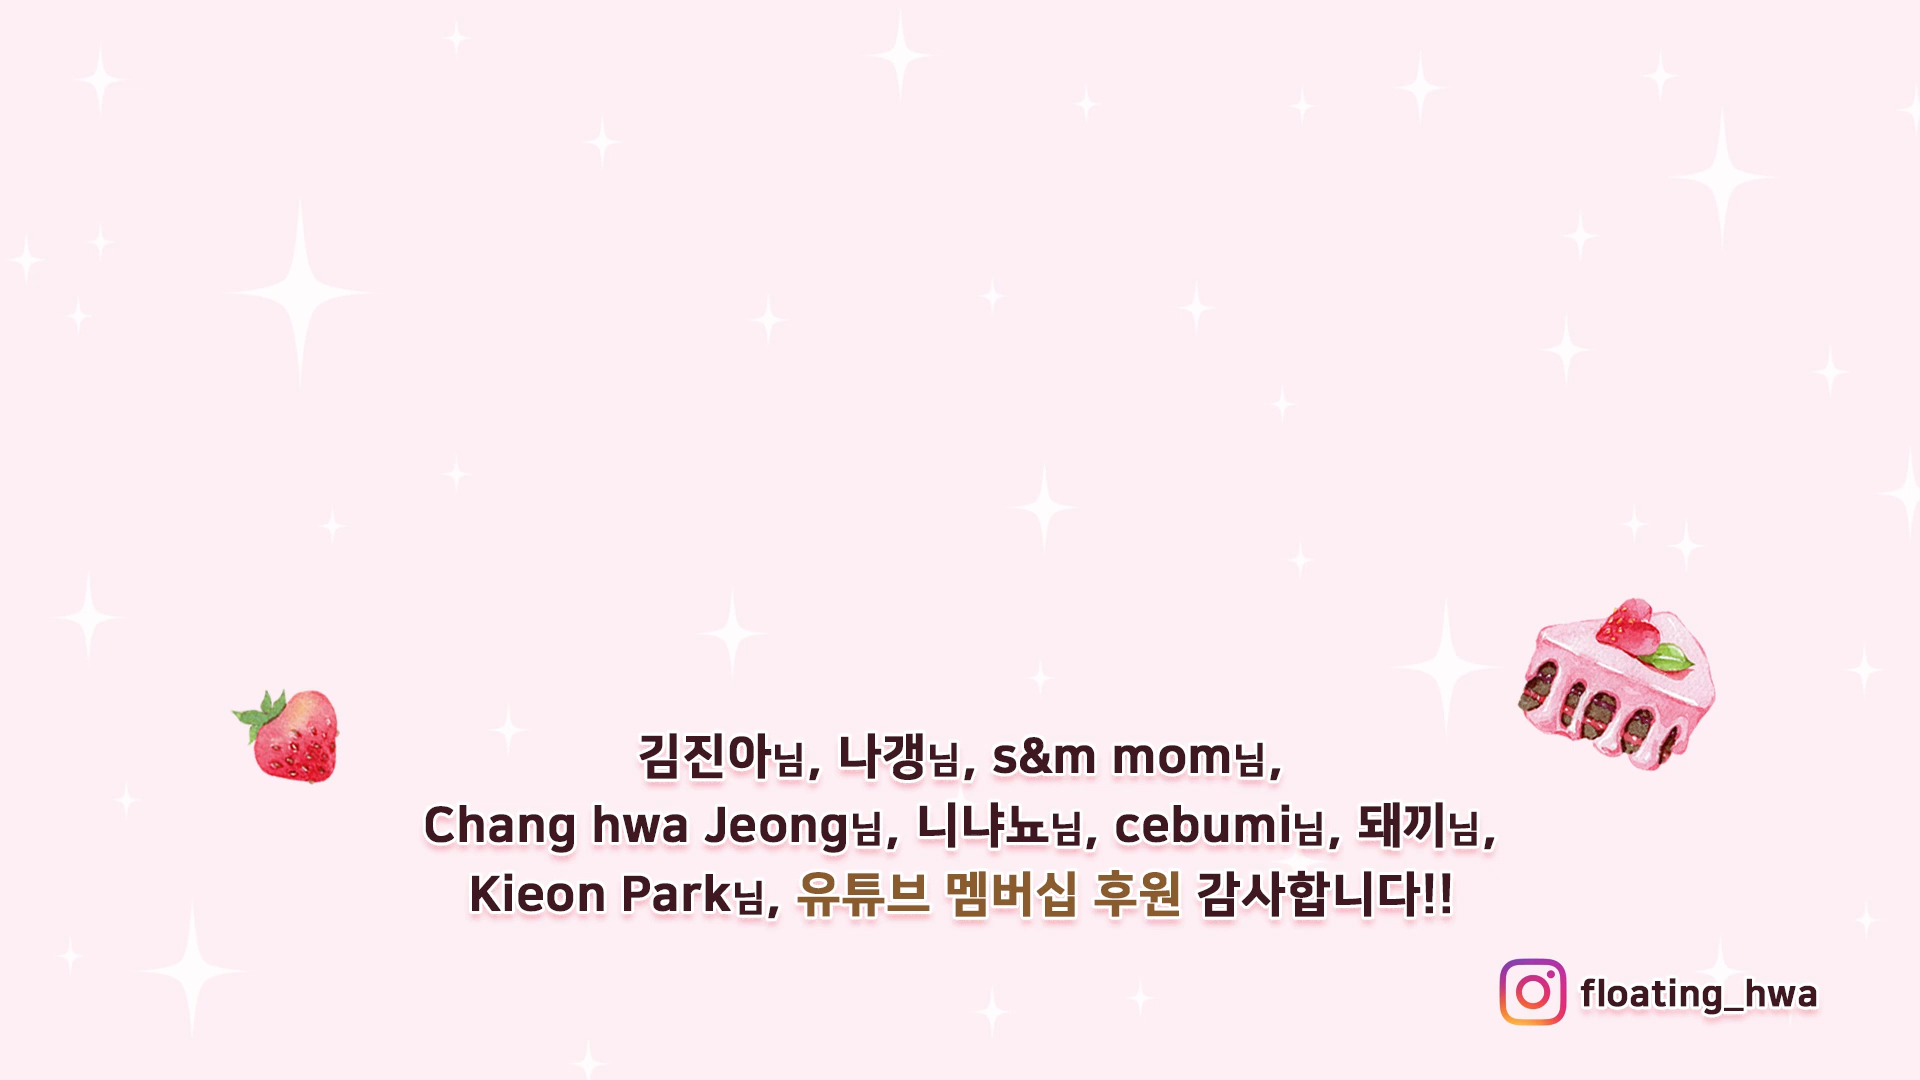 김진아님, 나갱님, s&m mom님,
Chang hwa Jeong님, 니냐뇨님, cebumi님, 돼끼님,
Kieon Park님, 유튜브 멤버십 후원 감사합니다!!
floating_hwa